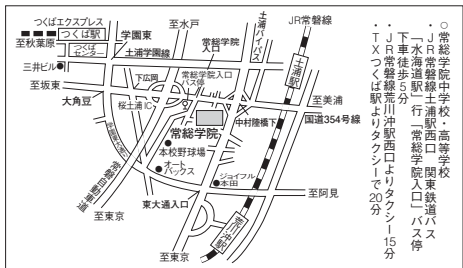 ○常総学院中学校・高等学校
・JR常磐線土浦駅西口 関東鉄道バス
「水海道駅」行「常総学院入口」バス停
下車徒歩5分
・JR常磐線荒川沖駅西口よりタクシー15分
・TXつくば駅よりタクシーで20分
つくばエクスプレス
至秋葉原
つくば駅
つくば
センター
学園東
至水戸
常総学院
入口
土浦バイパス
JR常磐線
土浦駅
三井ビル
土浦学園線
至坂東
下広岡
常総学院入口
バス停
大角豆
桜土浦IC
至美浦
国道354号線
中村陸橋下
常総学院
本校野球場
オート
バックス
ジョイフル
本田
常磐自動車道
至東京
東大通入口
至阿見
荒川沖駅
至東京